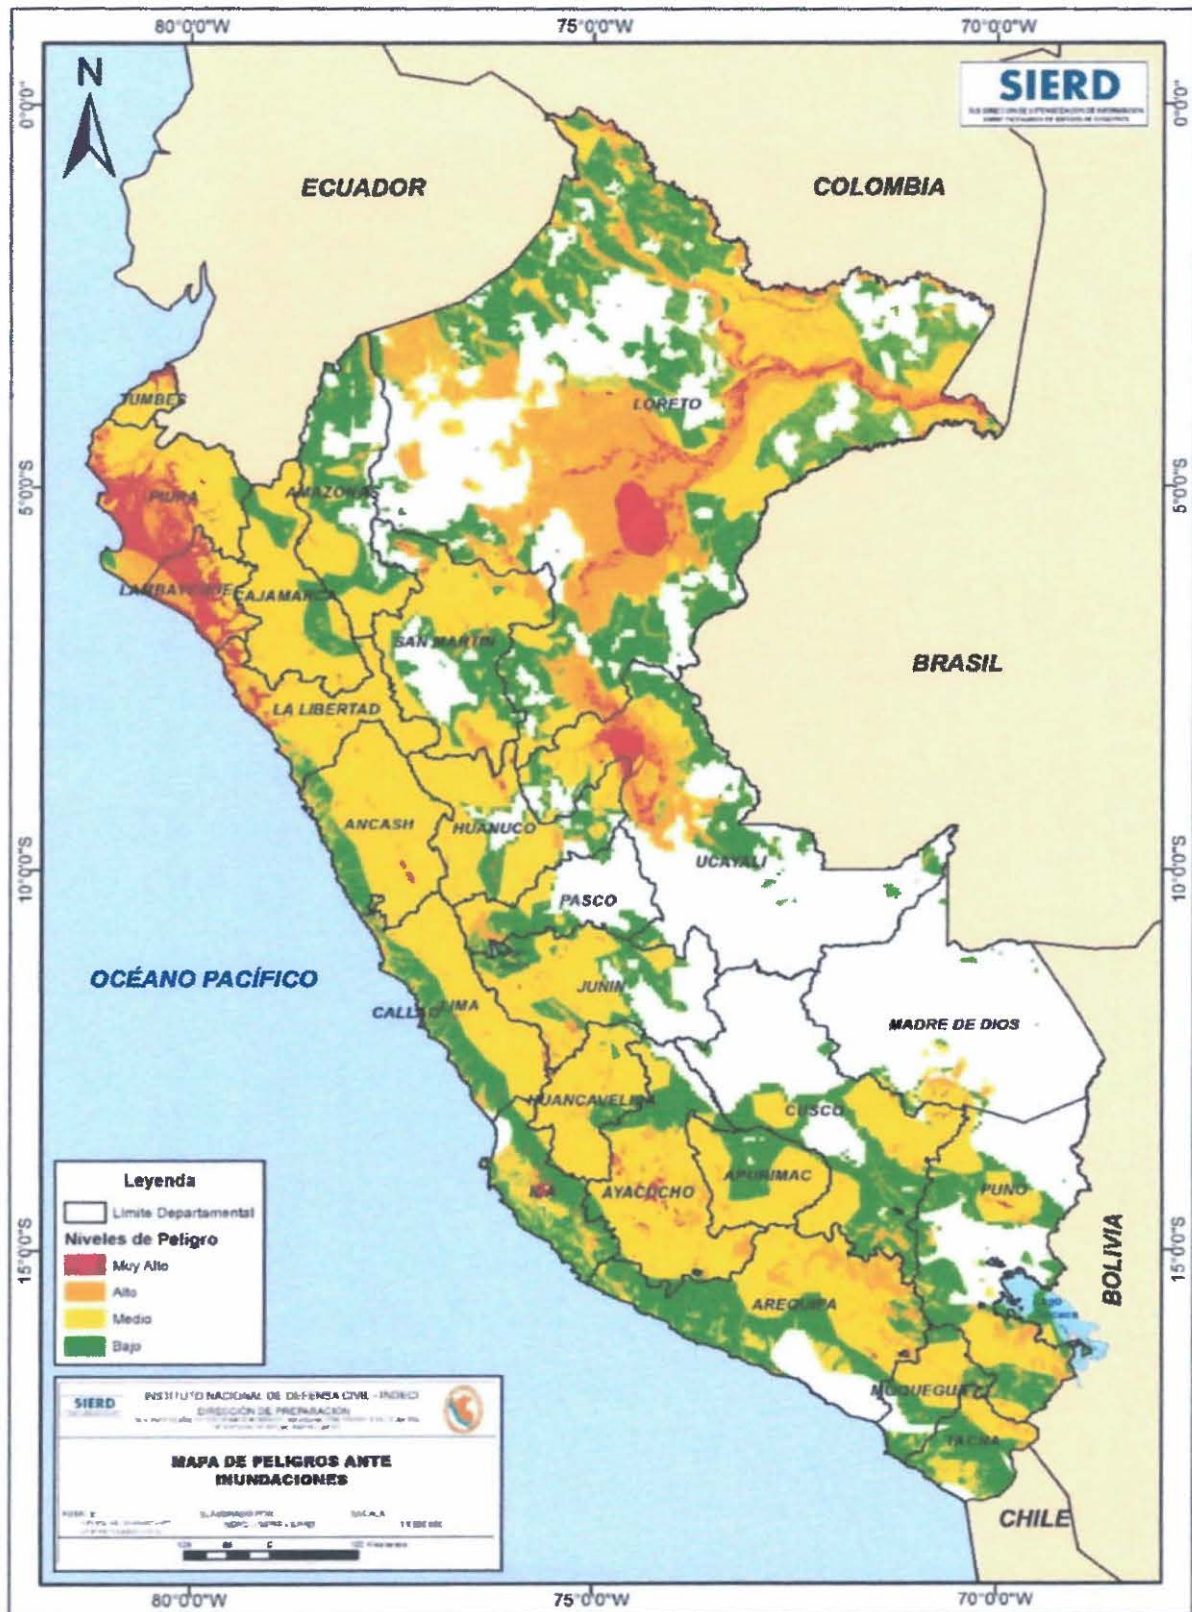 80°0'0"W
75°0'0"W
70°0'0"W
N
SIERD
0°0'0"
0°0'0"
ECUADOR
COLOMBIA
TUMBES
LORETO
5°0'0"S
5°0'0"S
PIURA
AMAZONAS
LAMBAYEQUE
CAJAMARCA
SAN MARTIN
BRASIL
LA LIBERTAD
ANCASH
HUANUCO
UCAYALI
10°0'0"S
10°0'0"S
PASCO
OCÉANO PACÍFICO
JUNIN
CALLAO
LIMA
MADRE DE DIOS
HUANCAVELICA
CUSCO
APURIMAC
ICA
AYACUCHO
PUNO
Leyenda
Límite Departamental
Niveles de Peligro
Muy Alto
Alto
Medio
Bajo
15°0'0"S
15°0'0"S
BOLIVIA
AREQUIPA
Lago
MOQUEGUA
TACNA
CHILE
SIERD
INSTITUTO NACIONAL DE DEFENSA CIVIL - INDECI
DIRECCIÓN DE PREPARACIÓN
MAPA DE PELIGROS ANTE
INUNDACIONES
80°0'0"W
75°0'0"W
70°0'0"W